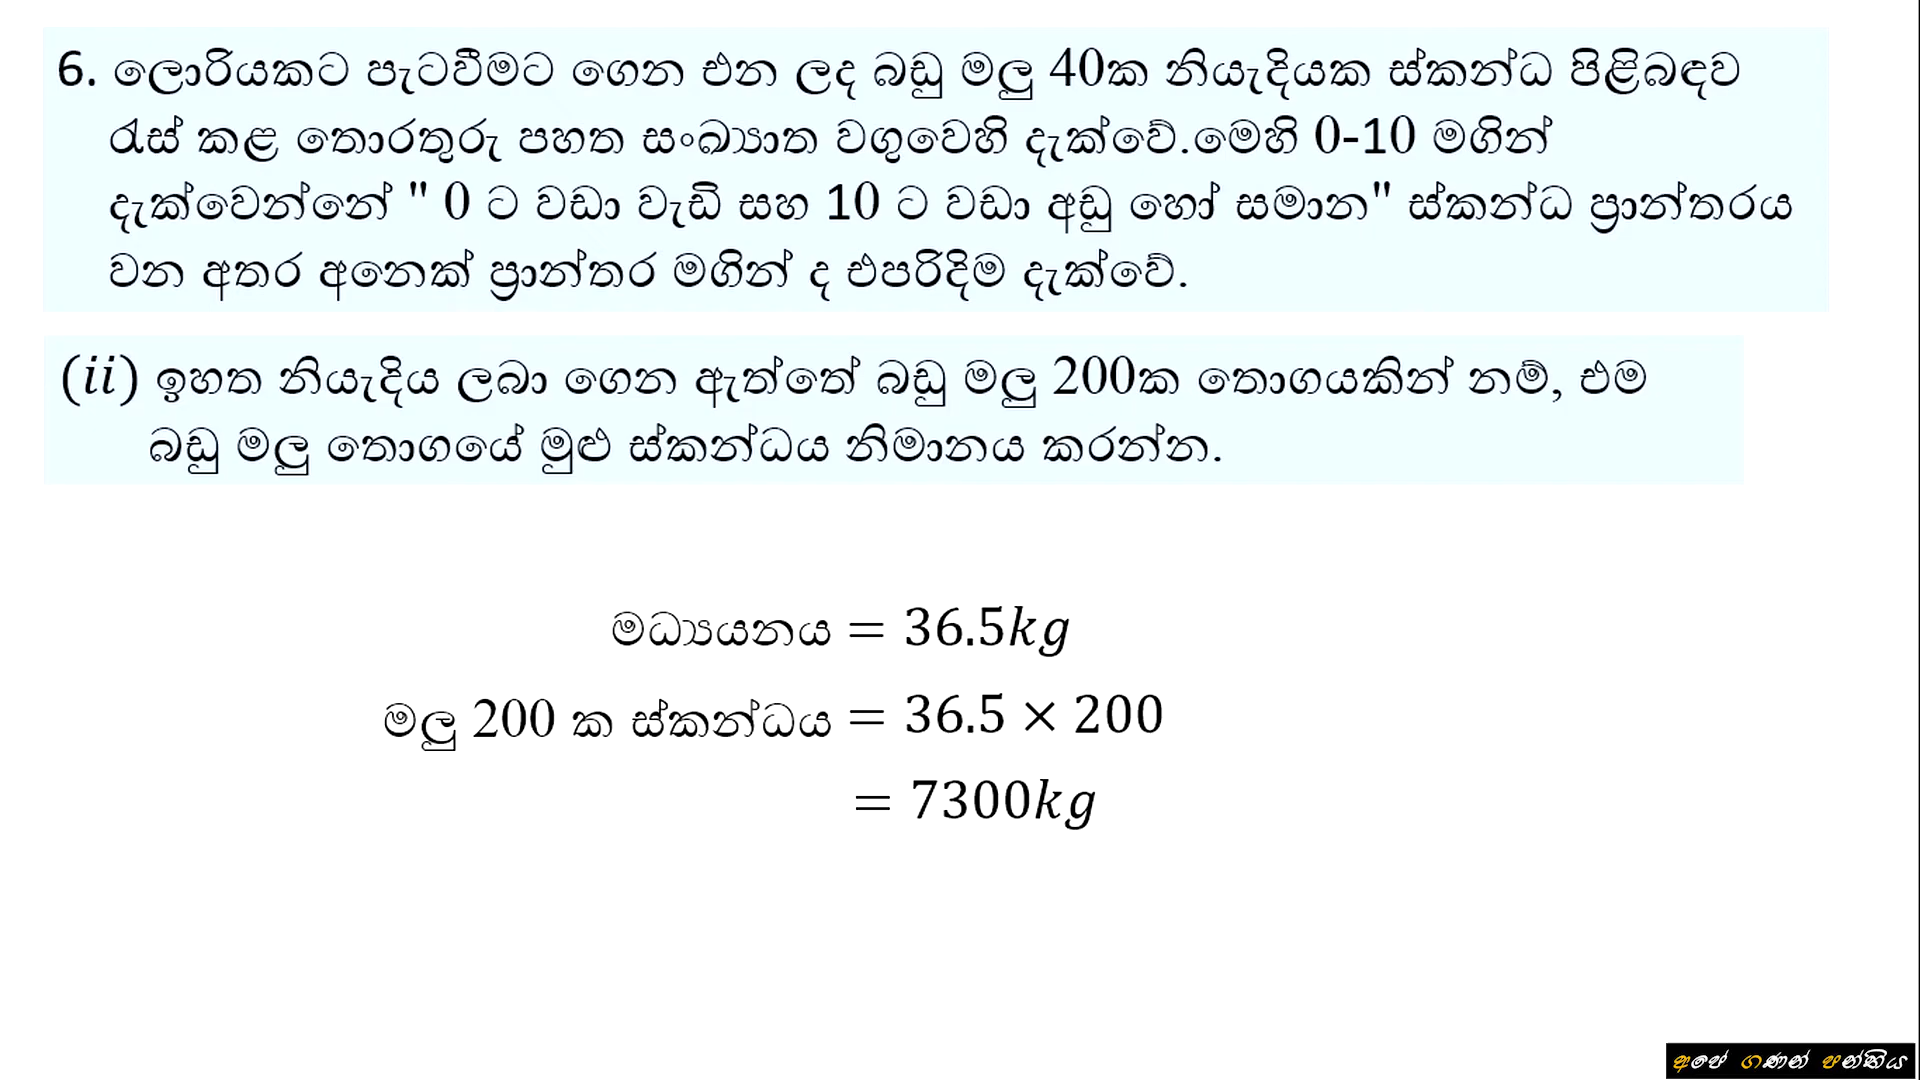 6. ලොරියකට පැටවීමට ගෙන එන ලද බඩු මලු 40ක නියැදියක ස්කන්ධ පිළිබඳව
රැස් කළ තොරතුරු පහත සංඛ්‍යාත වගුවෙහි දැක්වේ.මෙහි 0-10 මගින්
දැක්වෙන්නේ " 0 ට වඩා වැඩි සහ 10 ට වඩා අඩු හෝ සමාන" ස්කන්ධ ප්‍රාන්තරය
වන අතර අනෙක් ප්‍රාන්තර මගින් ද එපරිදිම දැක්වේ.
(ii) ඉහත නියැදිය ලබා ගෙන ඇත්තේ බඩු මලු 200ක තොගයකින් නම්, එම
බඩු මලු තොගයේ මුළු ස්කන්ධය නිමානය කරන්න.
මධ්‍යයනය = 36.5kg
මලු 200 ක ස්කන්ධය = 36.5 × 200
= 7300kg
අපේ ගණන් පන්තිය